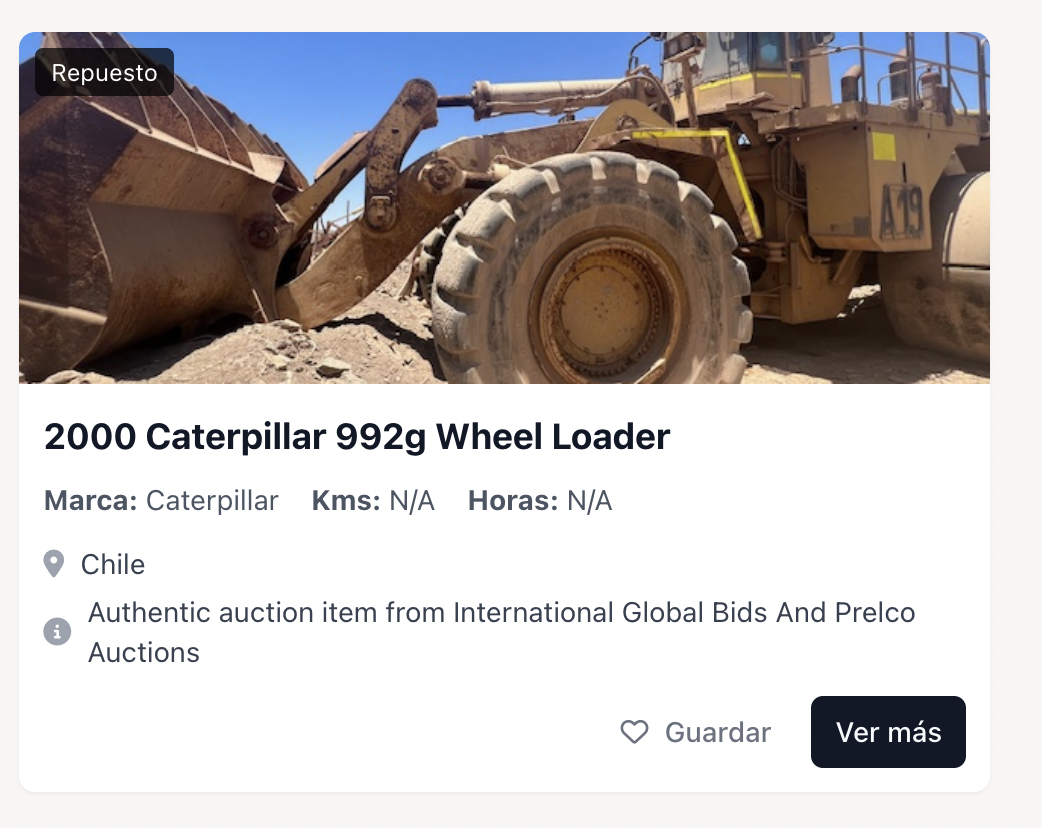 Repuesto
A19
2000 Caterpillar 992g Wheel Loader
Marca: Caterpillar Kms: N/A Horas: N/A
Chile
Authentic auction item from International Global Bids And Prelco
Auctions
Guardar Ver más